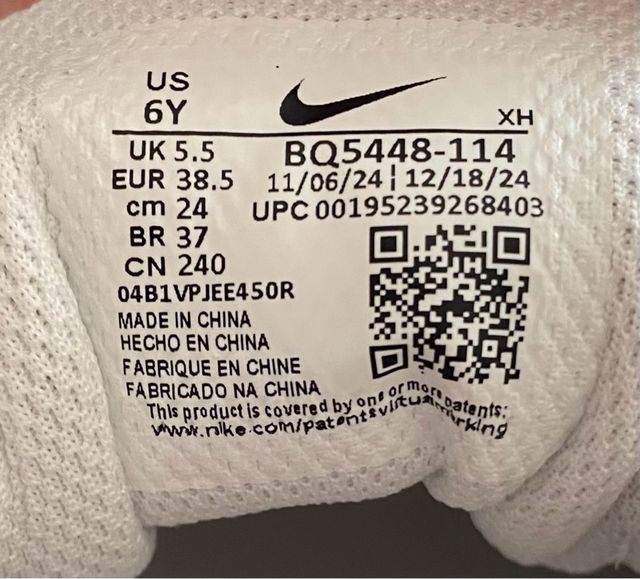 US
6Y
XH
UK 5.5
BQ5448-114
EUR 38.5
11/06/24 | 12/18/24
cm 24
UPC 00195239268403
BR 37
CN 240
04B1VPJEE450R
MADE IN CHINA
HECHO EN CHINA
FABRIQUE EN CHINE
FABRICADO NA CHINA
This product is covered by one or more patents:
www.nike.com/patentsvirtualmarking